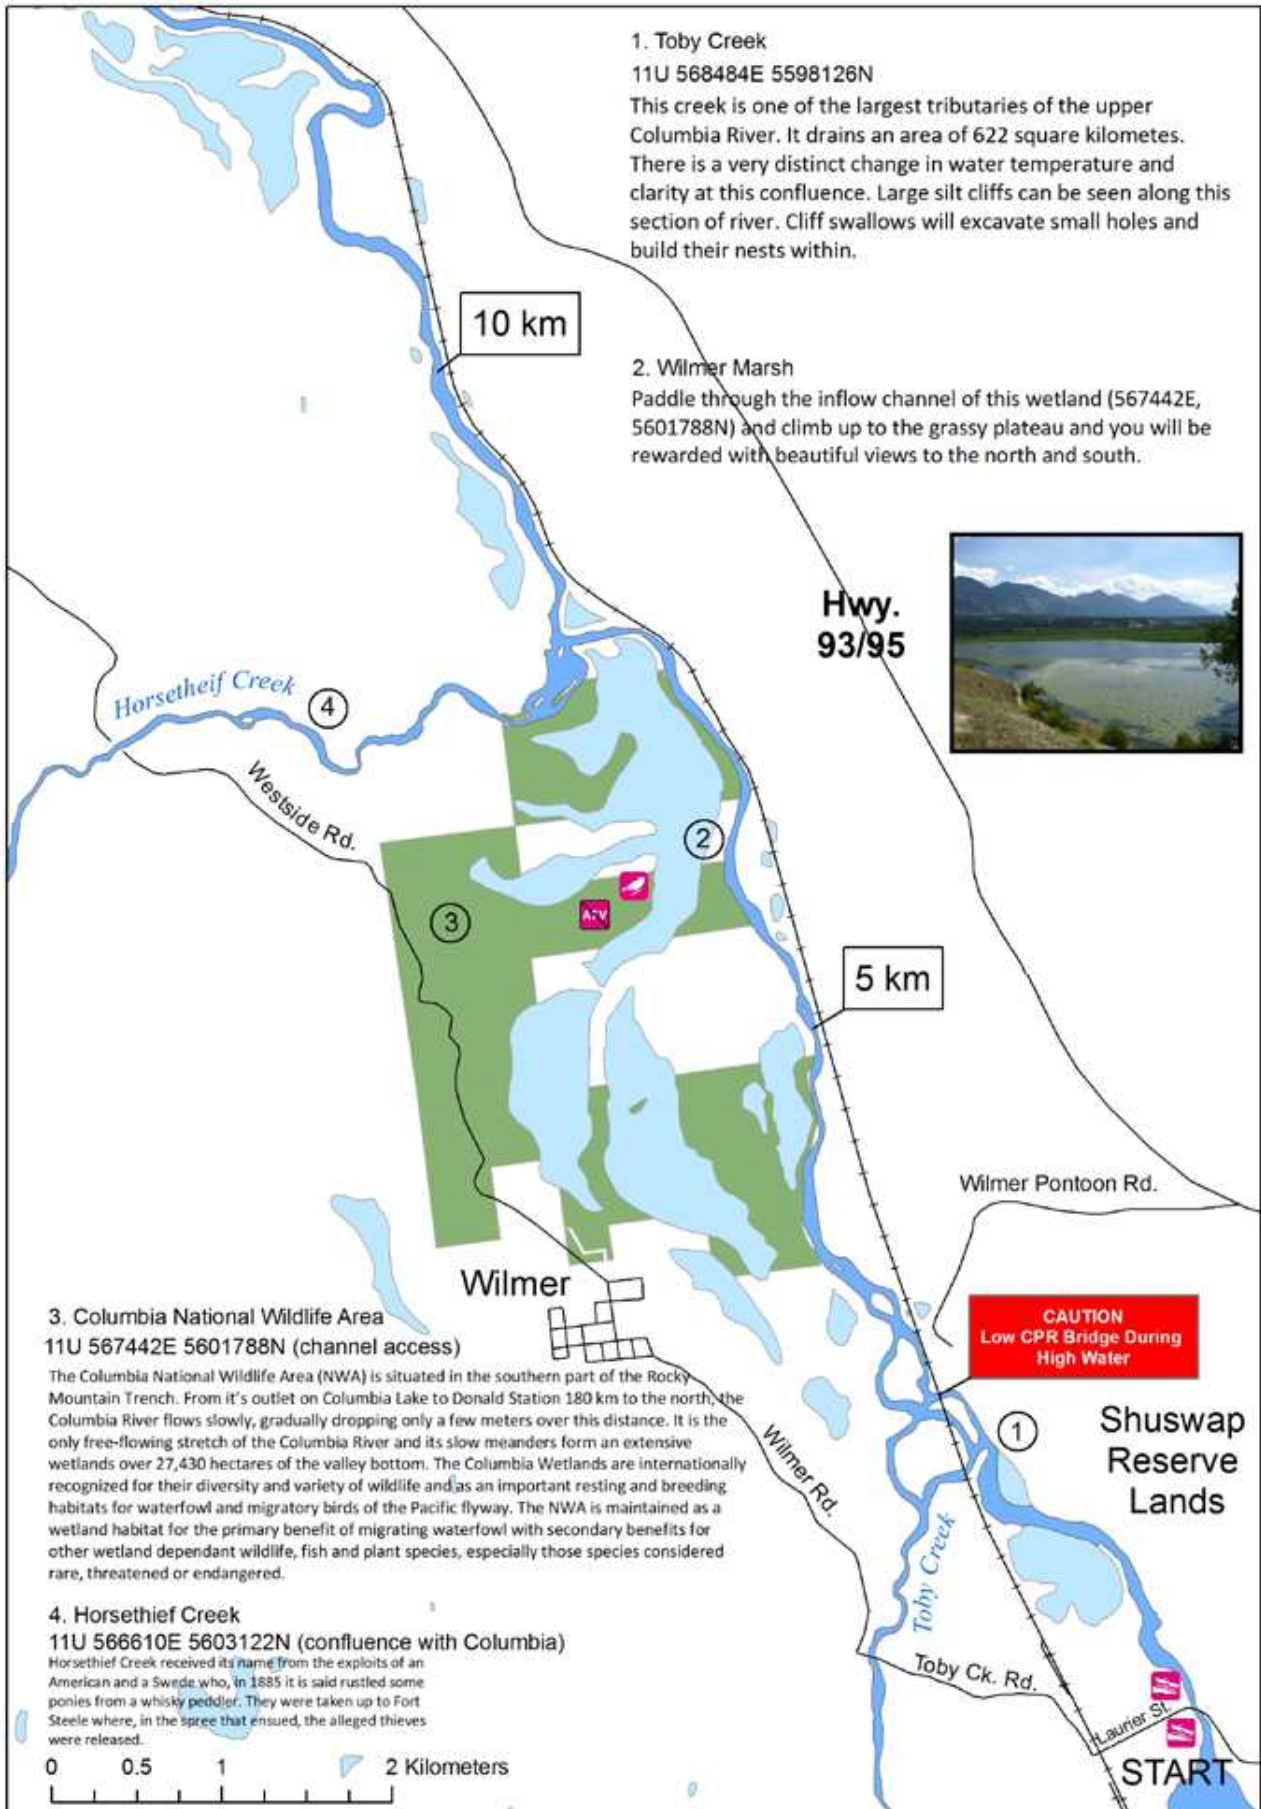 1. Toby Creek
11U 568484E 5598126N
This creek is one of the largest tributaries of the upper
Columbia River. It drains an area of 622 square kilometes.
There is a very distinct change in water temperature and
clarity at this confluence. Large silt cliffs can be seen along this
section of river. Cliff swallows will excavate small holes and
build their nests within.
10 km
2. Wilmer Marsh
Paddle through the inflow channel of this wetland (567442E,
5601788N) and climb up to the grassy plateau and you will be
rewarded with beautiful views to the north and south.
Hwy.
93/95
Horsetheif Creek
4
Westside Rd.
2
3
ATV
5 km
Wilmer Pontoon Rd.
Wilmer
CAUTION
Low CPR Bridge During
High Water
1
Shuswap
Reserve
Lands
3. Columbia National Wildlife Area
11U 567442E 5601788N (channel access)
The Columbia National Wildlife Area (NWA) is situated in the southern part of the Rocky
Mountain Trench. From it's outlet on Columbia Lake to Donald Station 180 km to the north, the
Columbia River flows slowly, gradually dropping only a few meters over this distance. It is the
only free-flowing stretch of the Columbia River and its slow meanders form an extensive
wetlands over 27,430 hectares of the valley bottom. The Columbia Wetlands are internationally
recognized for their diversity and variety of wildlife and as an important resting and breeding
habitats for waterfowl and migratory birds of the Pacific flyway. The NWA is maintained as a
wetland habitat for the primary benefit of migrating waterfowl with secondary benefits for
other wetland dependant wildlife, fish and plant species, especially those species considered
rare, threatened or endangered.
Wilmer Rd.
Toby Creek
4. Horsethief Creek
11U 566610E 5603122N (confluence with Columbia)
Horsethief Creek received its name from the exploits of an
American and a Swede who, in 1885 it is said rustled some
ponies from a whisky peddler. They were taken up to Fort
Steele where, in the spree that ensued, the alleged thieves
were released.
Toby Ck. Rd.
Laurier St.
START
0 0.5 1 2 Kilometers